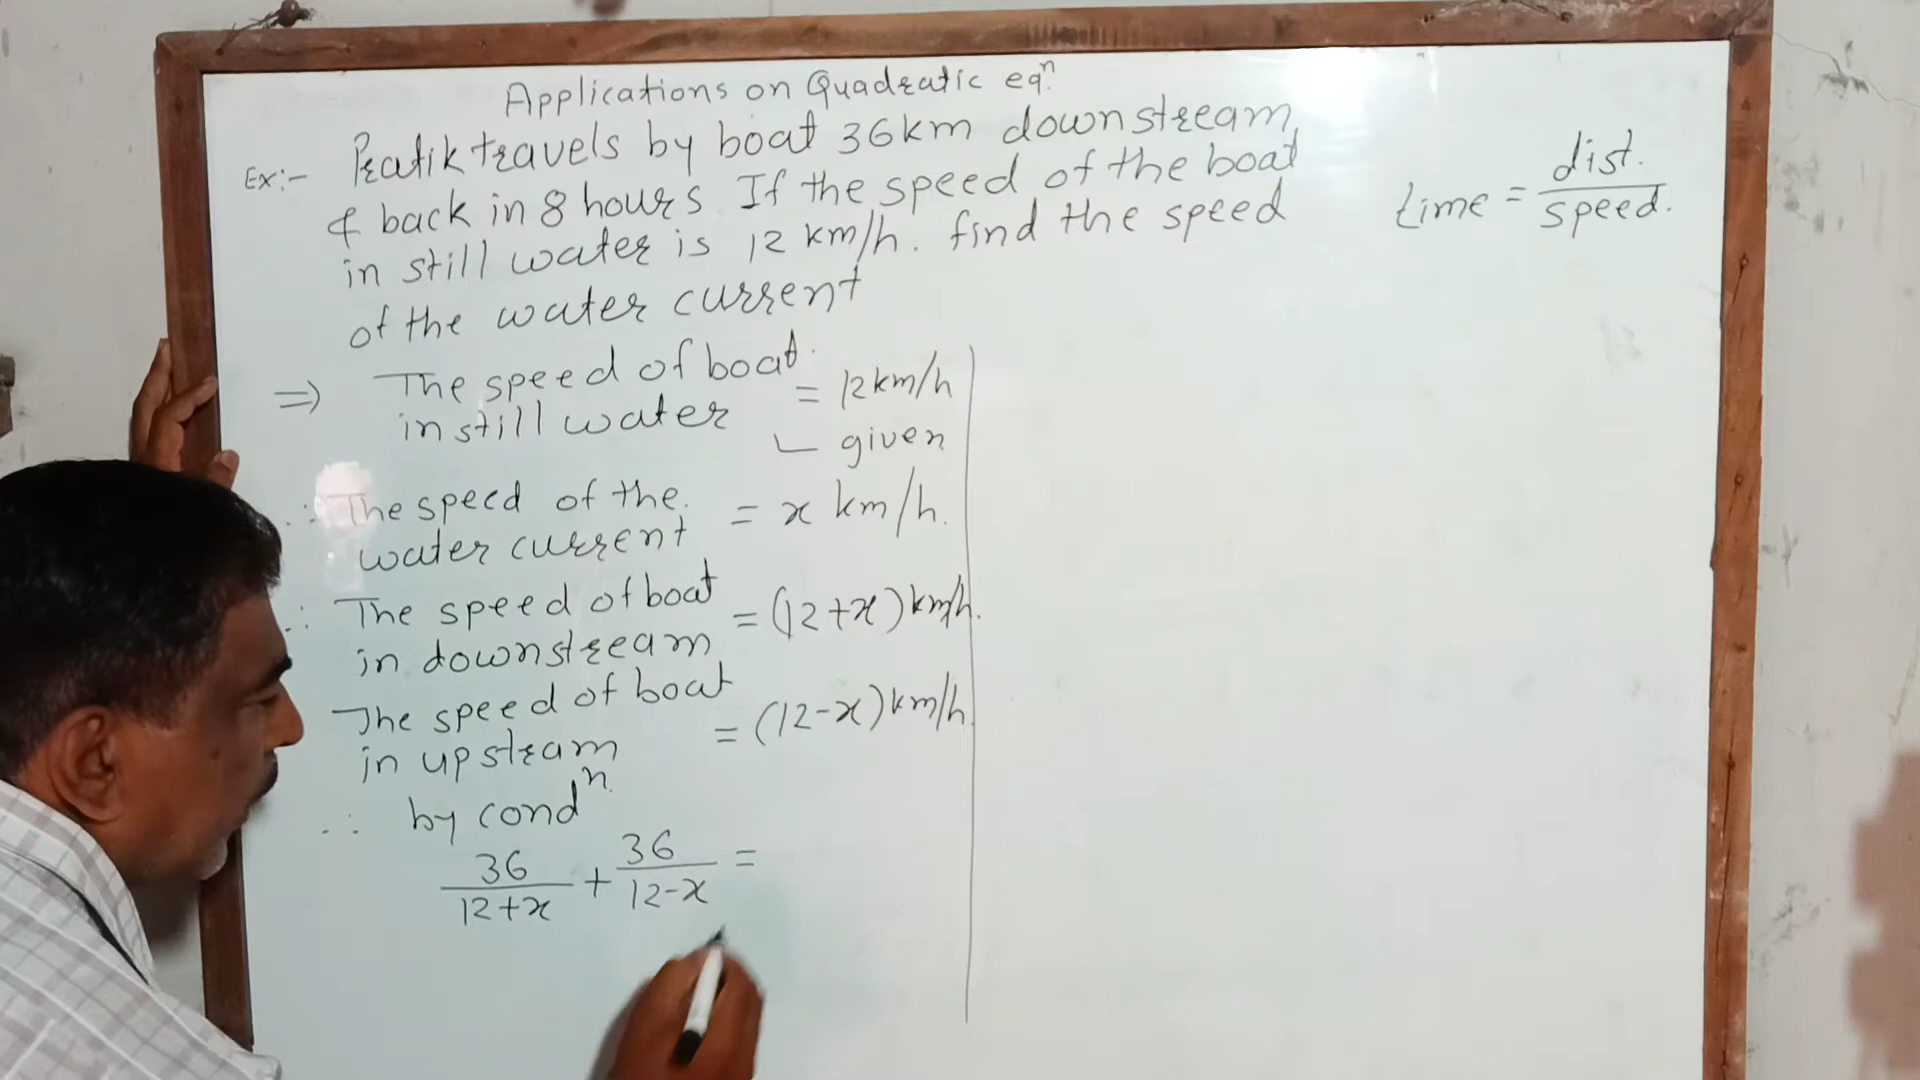 Applications on Quadratic eqⁿ.
Ex:- Pratik travels by boat 36km downstream
& back in 8 hours If the speed of the boat
in still water is 12 km/h. find the speed
of the water current
time = dist. / speed.
⇒ The speed of boat
in still water = 12 km/h
given
∴ The speed of the
water current = x km/h.
∴ The speed of boat
in downstream = (12+x) km/h.
The speed of boat
in upstram = (12-x) km/h.
∴ by condⁿ.
36/(12+x) + 36/(12-x) =